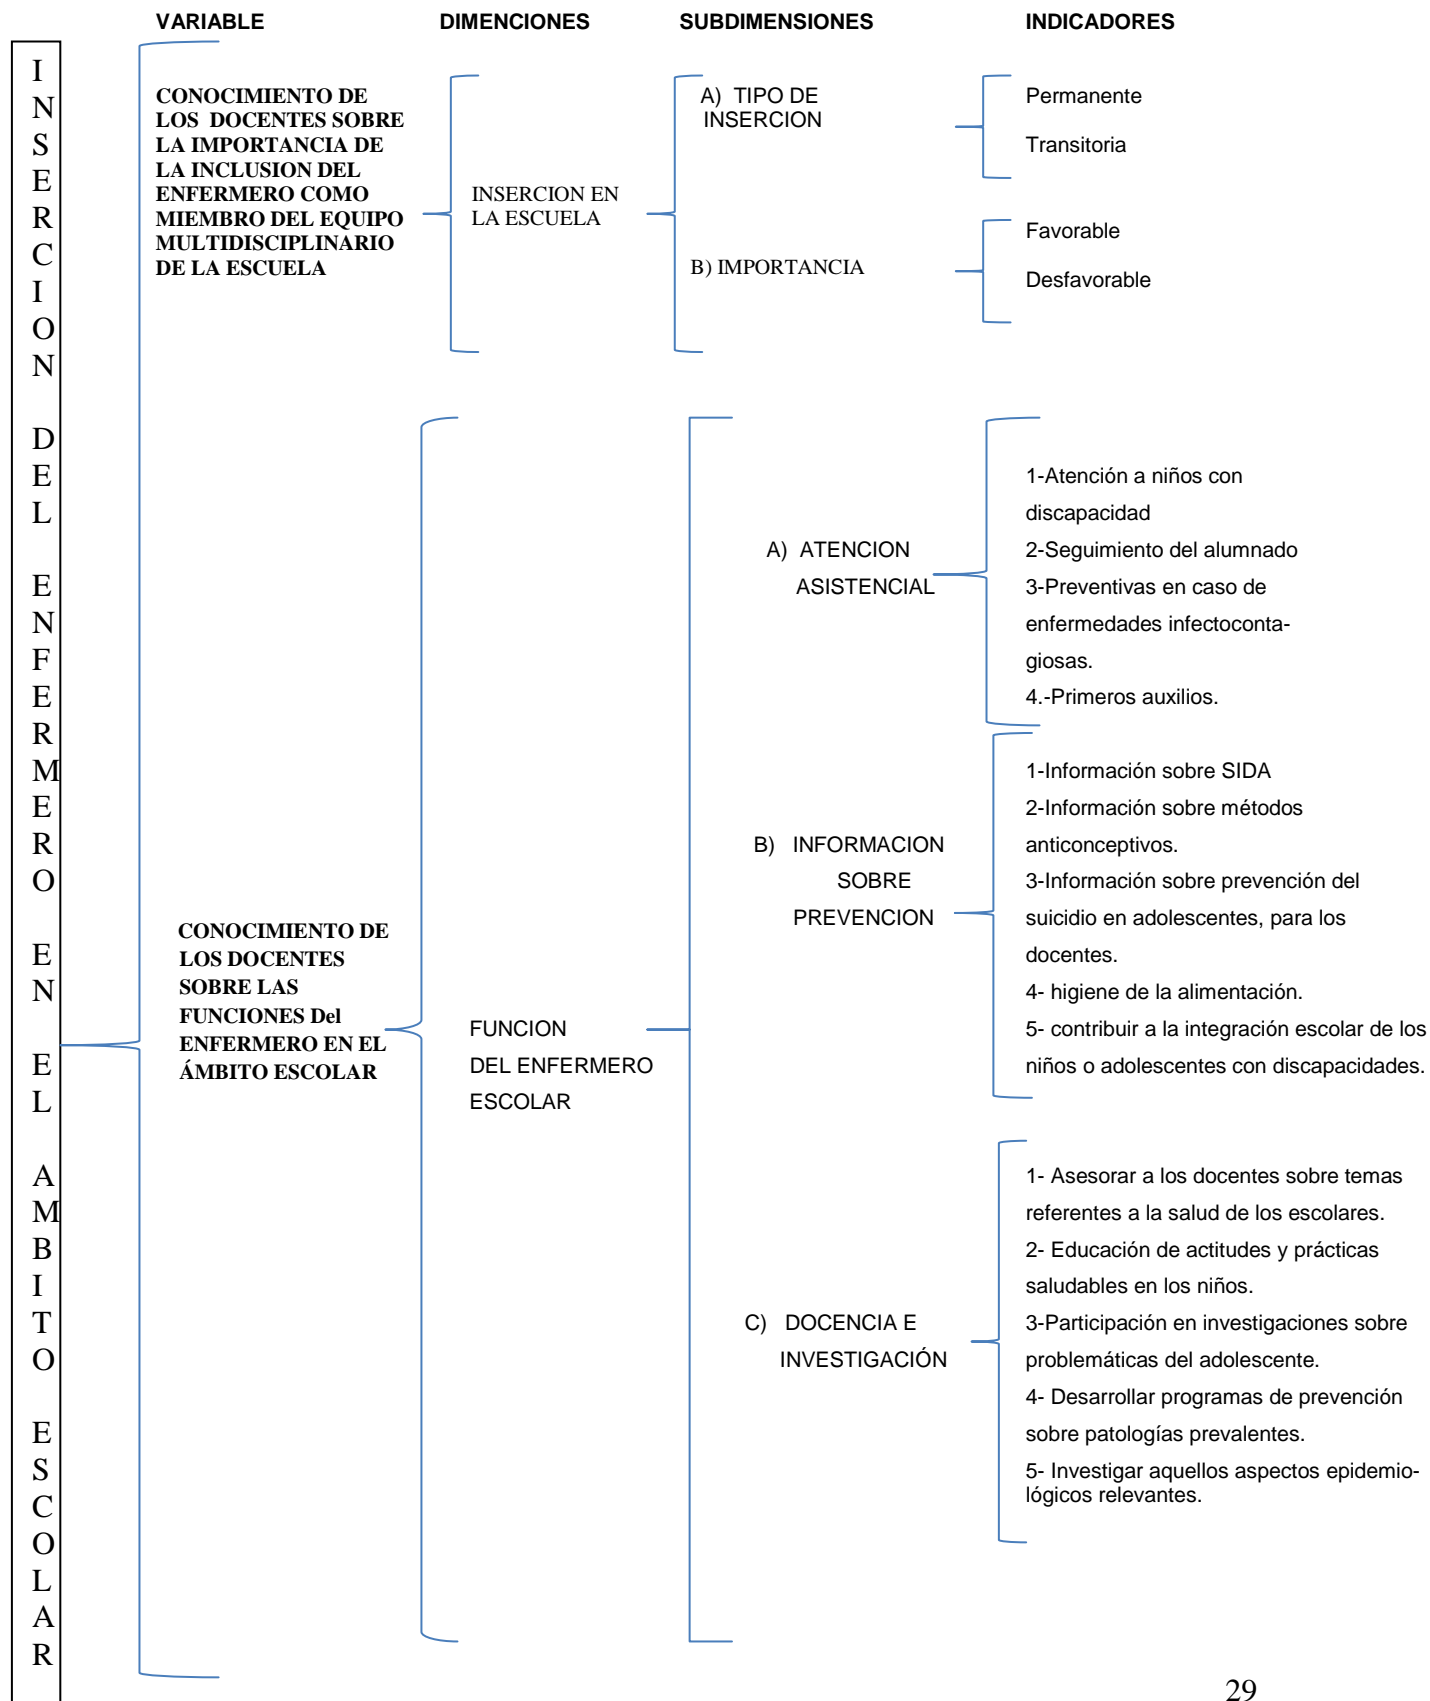 VARIABLE DIMENCIONES SUBDIMENSIONES INDICADORES
INSERCION DEL ENFERMERO EN EL AMBITO ESCOLAR
CONOCIMIENTO DE
LOS DOCENTES SOBRE
LA IMPORTANCIA DE
LA INCLUSION DEL
ENFERMERO COMO
MIEMBRO DEL EQUIPO
MULTIDISCIPLINARIO
DE LA ESCUELA
INSERCION EN
LA ESCUELA
A) TIPO DE
INSERCION
Permanente
Transitoria
B) IMPORTANCIA
Favorable
Desfavorable
CONOCIMIENTO DE
LOS DOCENTES
SOBRE LAS
FUNCIONES Del
ENFERMERO EN EL
ÁMBITO ESCOLAR
FUNCION
DEL ENFERMERO
ESCOLAR
A) ATENCION
ASISTENCIAL
1-Atención a niños con
discapacidad
2-Seguimiento del alumnado
3-Preventivas en caso de
enfermedades infectoconta-
giosas.
4.-Primeros auxilios.
B) INFORMACION
SOBRE
PREVENCION
1-Información sobre SIDA
2-Información sobre métodos
anticonceptivos.
3-Información sobre prevención del
suicidio en adolescentes, para los
docentes.
4- higiene de la alimentación.
5- contribuir a la integración escolar de los
niños o adolescentes con discapacidades.
C) DOCENCIA E
INVESTIGACIÓN
1- Asesorar a los docentes sobre temas
referentes a la salud de los escolares.
2- Educación de actitudes y prácticas
saludables en los niños.
3-Participación en investigaciones sobre
problemáticas del adolescente.
4- Desarrollar programas de prevención
sobre patologías prevalentes.
5- Investigar aquellos aspectos epidemio-
lógicos relevantes.
29